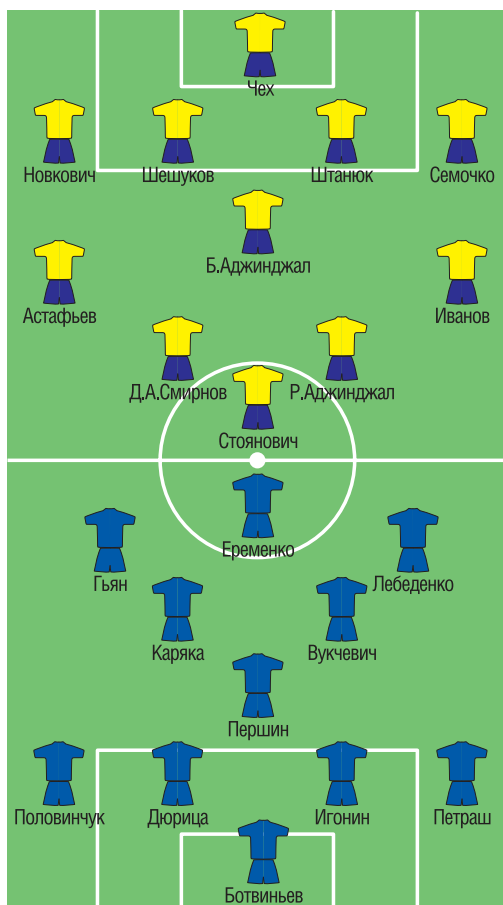 Чех
Новкович Шешуков Штанюк Семочко
Б.Аджинджал
Астафьев Иванов
Д.А.Смирнов Р.Аджинджал
Стоянович
Еременко
Гьян Лебеденко
Каряка Вукчевич
Першин
Половинчук Дюрица Игонин Петраш
Ботвиньев